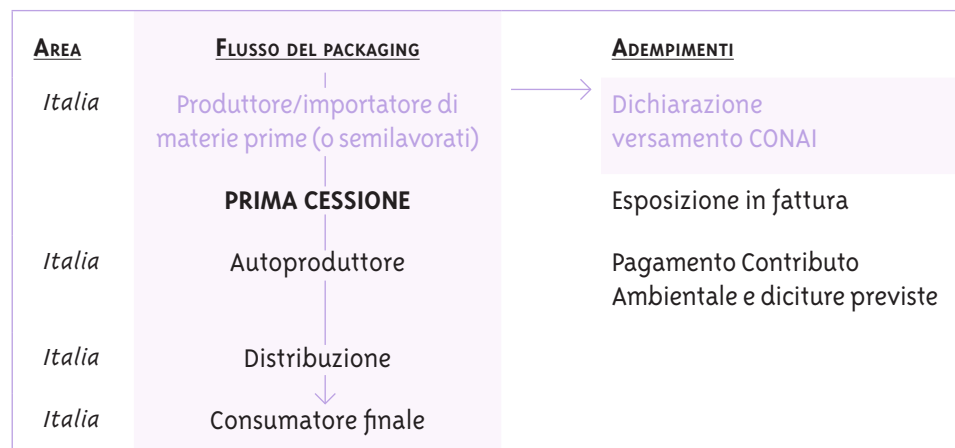 AREA FLUSSO DEL PACKAGING ADEMPIMENTI
Italia Produttore/importatore di Dichiarazione
materie prime (o semilavorati) versamento CONAI
PRIMA CESSIONE Esposizione in fattura
Italia Autoproduttore Pagamento Contributo
Ambientale e diciture previste
Italia Distribuzione
Italia Consumatore finale